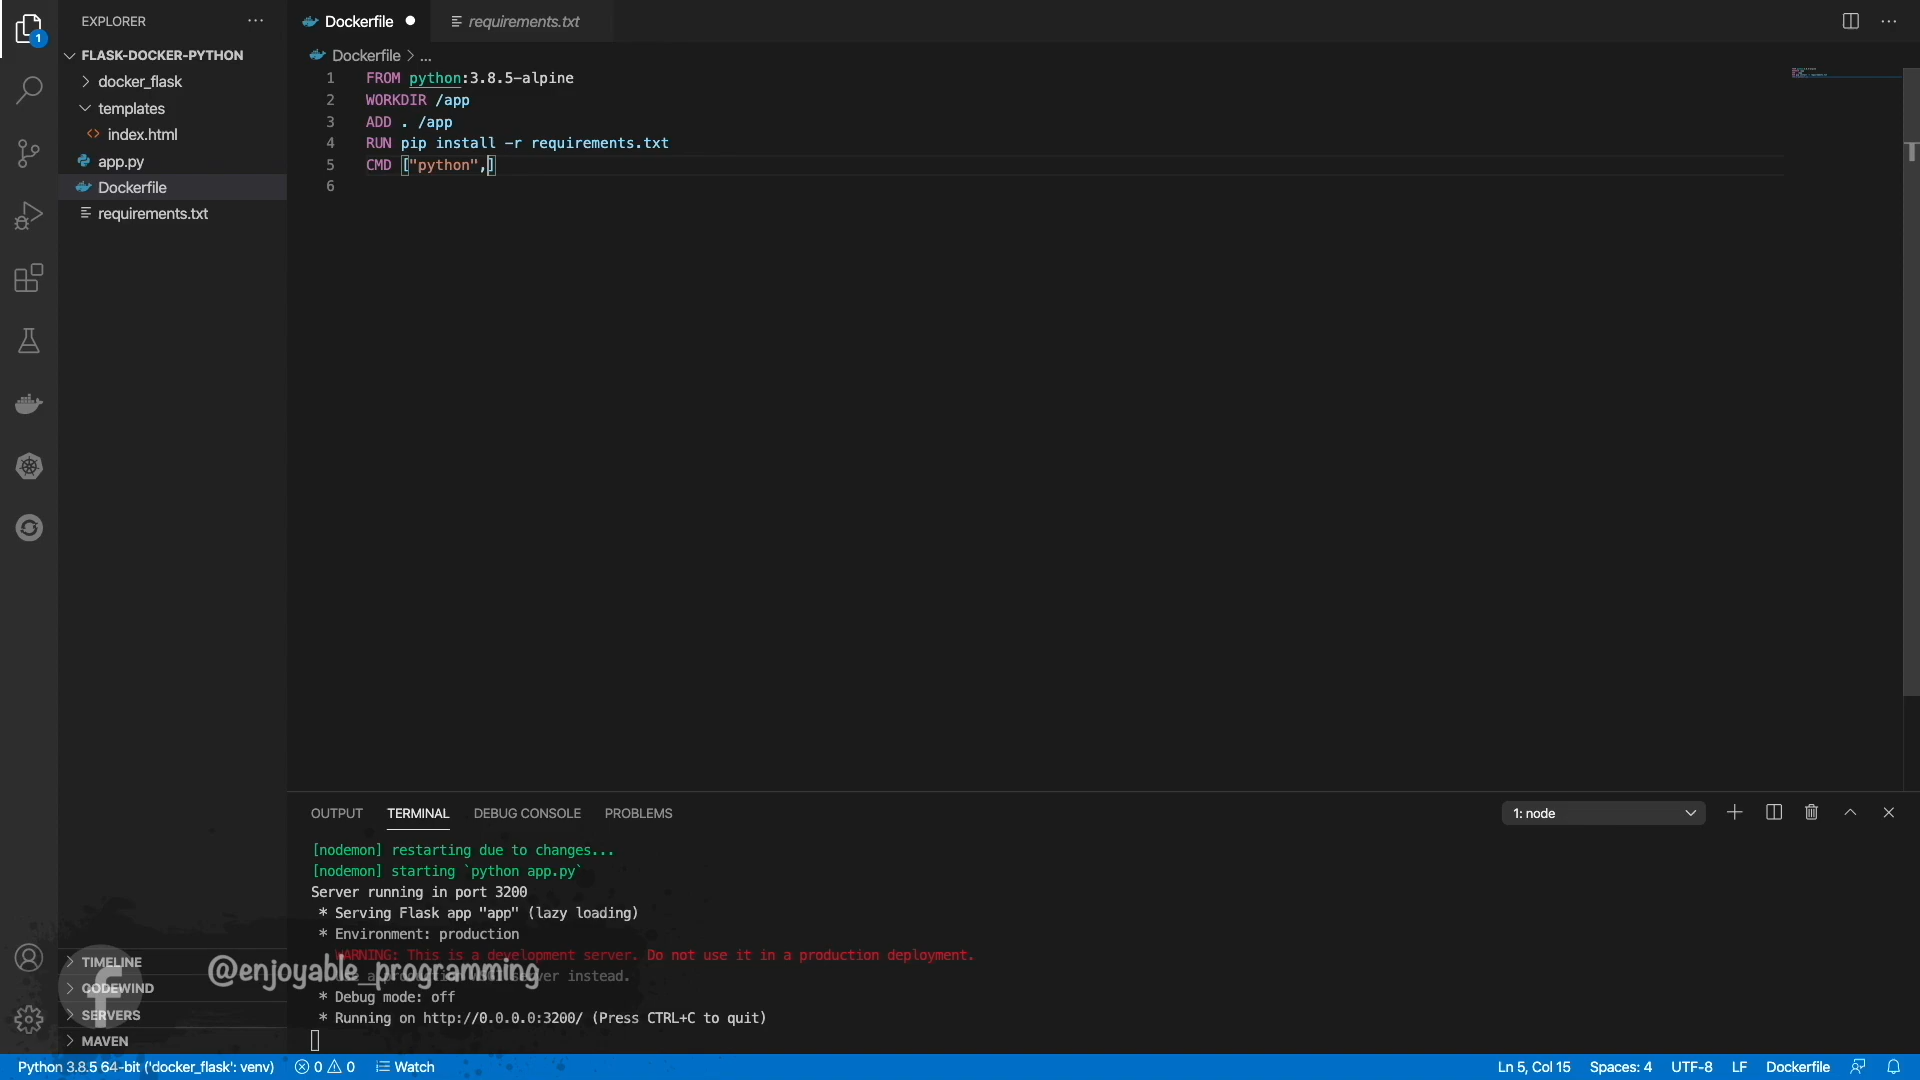 EXPLORER
FLASK-DOCKER-PYTHON
docker_flask
templates
index.html
app.py
Dockerfile
requirements.txt
TIMELINE
CODEWIND
SERVERS
MAVEN
1
Dockerfile
requirements.txt
Dockerfile > ...
1 FROM python:3.8.5-alpine
2 WORKDIR /app
3 ADD . /app
4 RUN pip install -r requirements.txt
5 CMD ["python",]
6
OUTPUT TERMINAL DEBUG CONSOLE PROBLEMS
1: node
[nodemon] restarting due to changes...
[nodemon] starting `python app.py`
Server running in port 3200
* Serving Flask app "app" (lazy loading)
* Environment: production
WARNING: This is a development server. Do not use it in a production deployment.
server instead.
* Debug mode: off
* Running on http://0.0.0.0:3200/ (Press CTRL+C to quit)
@enjoyable_programming
Python 3.8.5 64-bit ('docker_flask': venv) 0 0 Watch
Ln 5, Col 15 Spaces: 4 UTF-8 LF Dockerfile